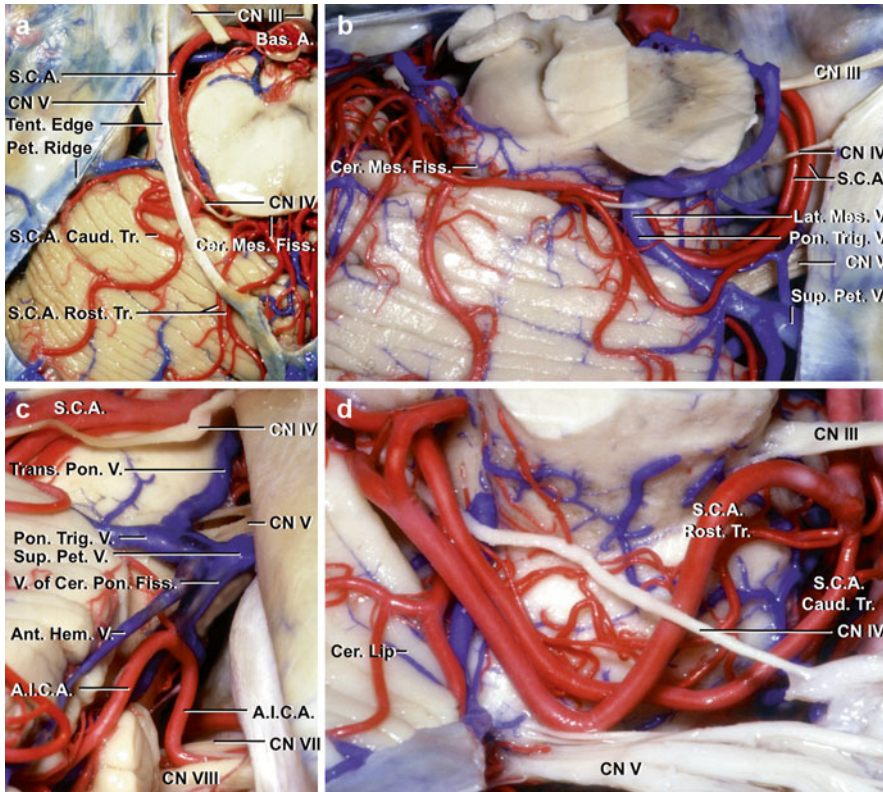 a
CN III
Bas. A.
S.C.A.
CN V
Tent. Edge
Pet. Ridge
CN IV
Cer. Mes. Fiss.
S.C.A. Caud. Tr.
S.C.A. Rost. Tr.
b
CN III
Cer. Mes. Fiss.
CN IV
S.C.A.
Lat. Mes. V.
Pon. Trig. V.
CN V
Sup. Pet. V.
c
S.C.A.
CN IV
Trans. Pon. V.
CN V
Pon. Trig. V.
Sup. Pet. V.
V. of Cer. Pon. Fiss.
Ant. Hem. V.
A.I.C.A.
A.I.C.A.
CN VII
CN VIII
d
CN III
S.C.A.
Rost. Tr.
S.C.A.
Caud. Tr.
CN IV
Cer. Lip
CN V